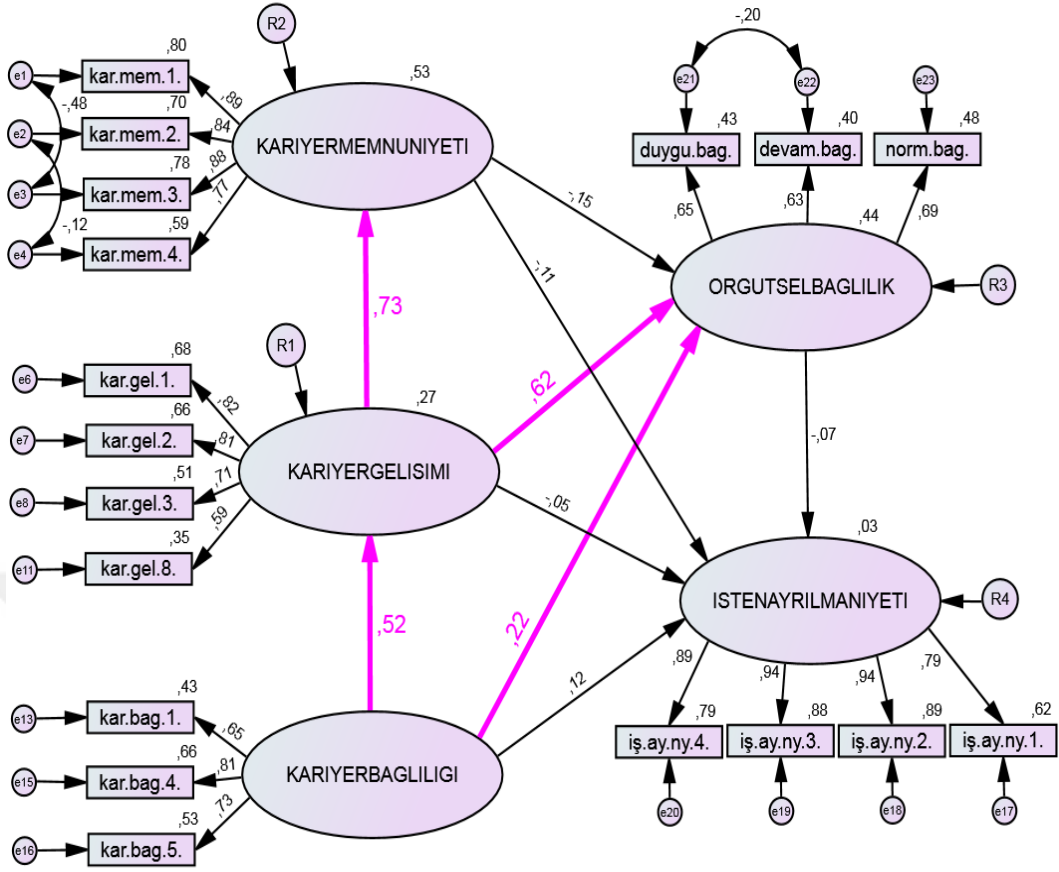 R2
,80
,53
e1
kar.mem.1.
,89
-,48
,70
e2
kar.mem.2.
,84
KARIYERMEMNUNIYETI
,78
,88
e3
kar.mem.3.
,77
-,12
,59
e4
kar.mem.4.
-,20
e21
e22
e23
,43
,40
,48
duygu.bag.
devam.bag.
norm.bag.
,65
,63
,69
,44
-,15
-,11
ORGUTSELBAGLILIK
R3
,73
R1
,62
,68
,27
e6
kar.gel.1.
,82
,66
e7
kar.gel.2.
,81
KARIYERGELISIMI
,51
,71
e8
kar.gel.3.
,59
,35
e11
kar.gel.8.
-,05
-,07
,03
ISTENAYRILMANIYETI
R4
,52
,22
,12
,89
,94
,94
,79
,79
,88
,89
,62
iş.ay.ny.4.
iş.ay.ny.3.
iş.ay.ny.2.
iş.ay.ny.1.
e20
e19
e18
e17
,43
e13
kar.bag.1.
,65
,66
e15
kar.bag.4.
,81
KARIYERBAGLILIGI
,53
,73
e16
kar.bag.5.